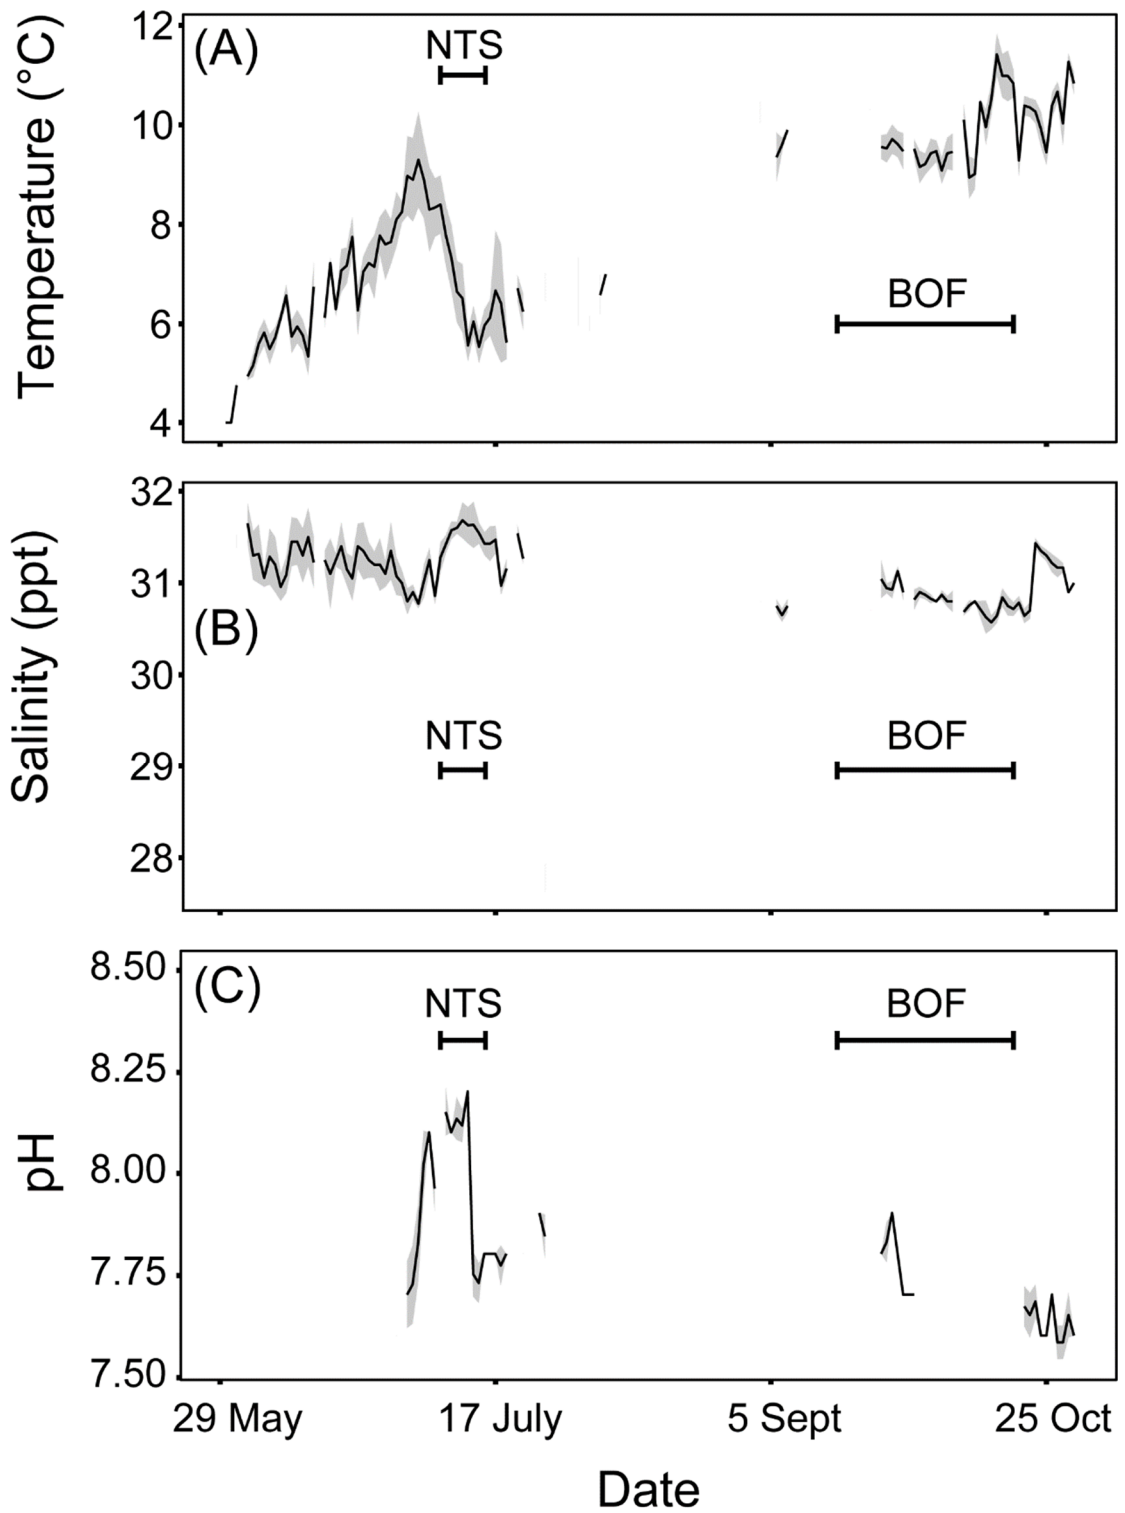 Temperature (°C)
12
10
8
6
4
(A)
NTS
BOF
Salinity (ppt)
32
31
30
29
28
(B)
NTS
BOF
pH
8.50
8.25
8.00
7.75
7.50
(C)
NTS
BOF
29 May
17 July
5 Sept
25 Oct
Date